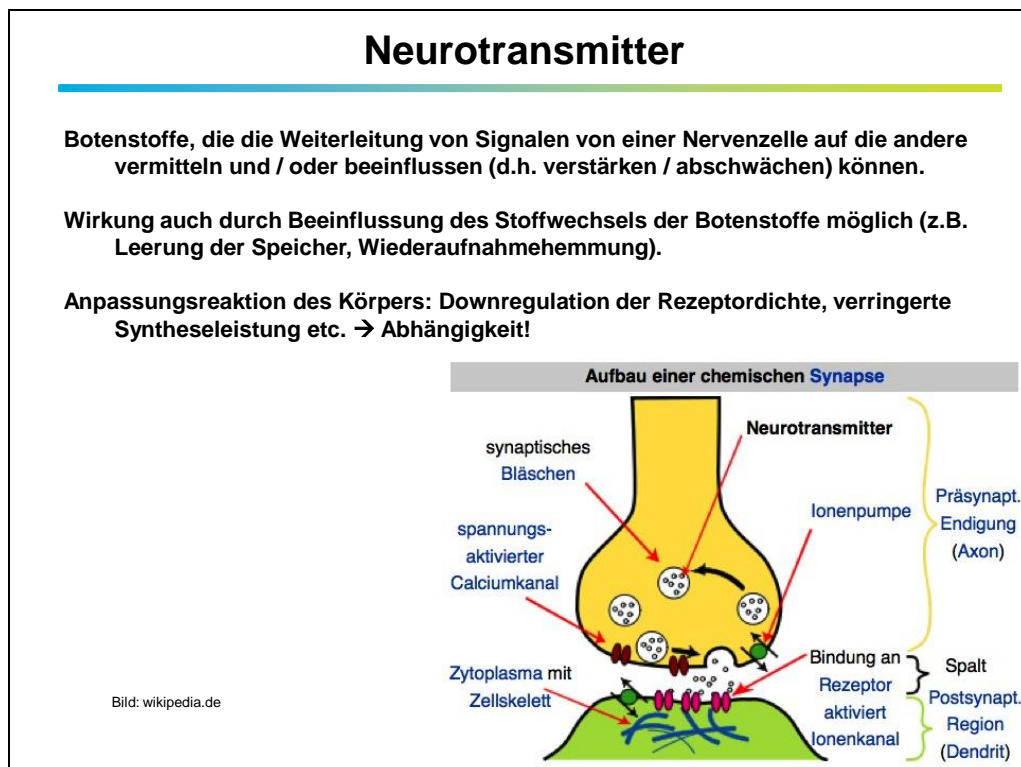 Neurotransmitter
Botenstoffe, die die Weiterleitung von Signalen von einer Nervenzelle auf die andere
vermitteln und / oder beeinflussen (d.h. verstärken / abschwächen) können.
Wirkung auch durch Beeinflussung des Stoffwechsels der Botenstoffe möglich (z.B.
Leerung der Speicher, Wiederaufnahmehemmung).
Anpassungsreaktion des Körpers: Downregulation der Rezeptordichte, verringerte
Syntheseleistung etc. → Abhängigkeit!
Aufbau einer chemischen Synapse
Neurotransmitter
synaptisches
Bläschen
Ionenpumpe
Präsynapt.
Endigung
(Axon)
spannungs-
aktivierter
Calciumkanal
Zytoplasma mit
Zellskelett
Bindung an
Rezeptor
aktiviert
Ionenkanal
Spalt
Postsynapt.
Region
(Dendrit)
Bild: wikipedia.de